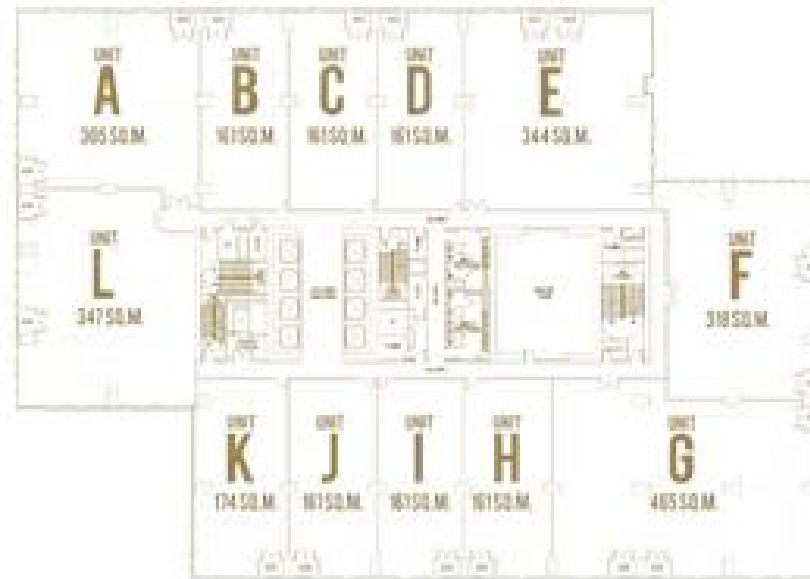 UNIT
A
305 SQ.M.
UNIT
B
161 SQ.M.
UNIT
C
161 SQ.M.
UNIT
D
161 SQ.M.
UNIT
E
344 SQ.M.
UNIT
L
347 SQ.M.
UNIT
F
318 SQ.M.
UNIT
K
174 SQ.M.
UNIT
J
161 SQ.M.
UNIT
I
161 SQ.M.
UNIT
H
161 SQ.M.
UNIT
G
465 SQ.M.